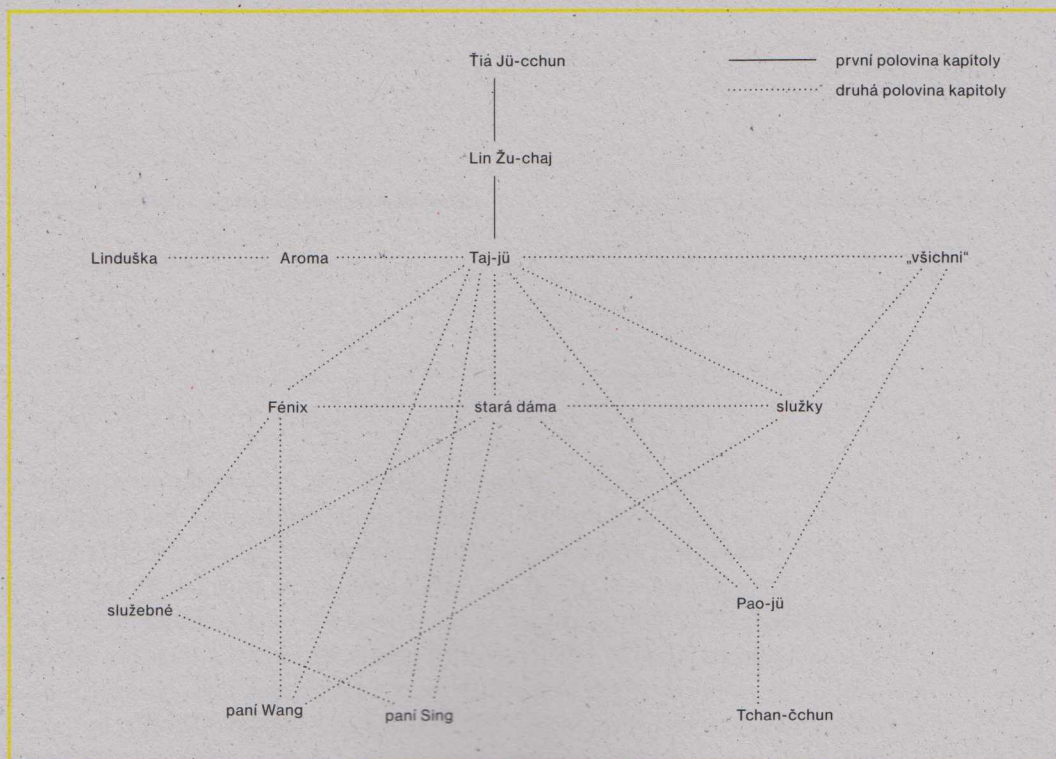 Ťiá Jü-cchun
první polovina kapitoly
druhá polovina kapitoly
Lin Žu-chaj
Linduška
Aroma
Taj-jü
„všichni“
Fénix
stará dáma
služky
služebné
Pao-jü
paní Wang
paní Sing
Tchan-čchun